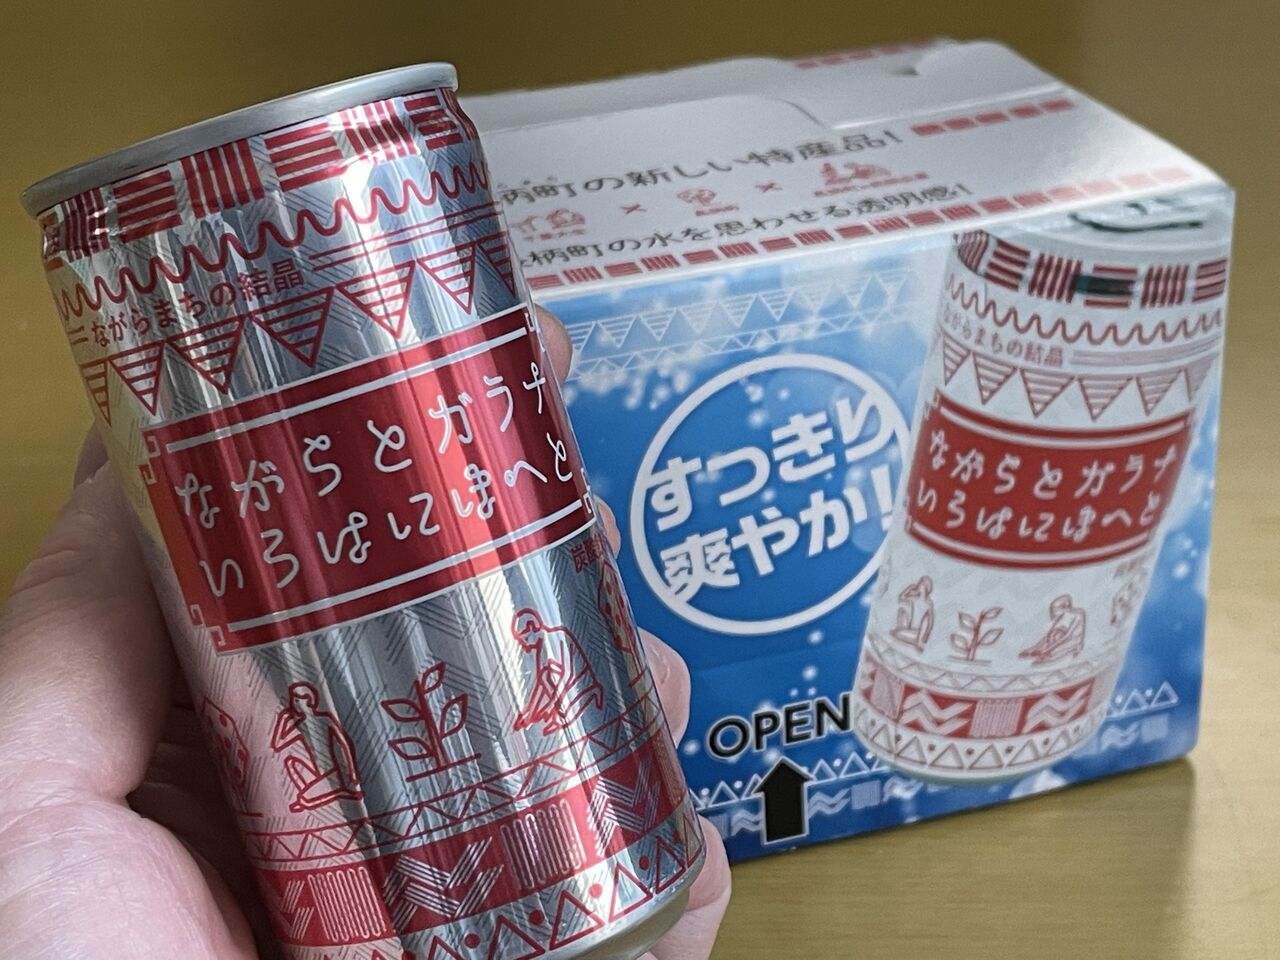 ながらまちの結晶
ながらとガラナ
いろはにほへと
炭酸
柄町の新しい特産品！
柄町の水を思わせる透明感！
すっきり
爽やか！
OPEN
ながらまちの結晶
ながらとガラナ
いろはにほへと